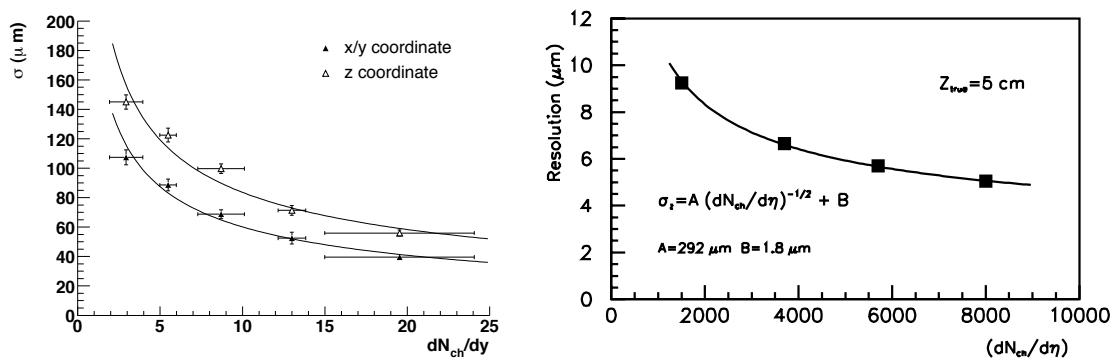 200
180
160
140
120
100
80
60
40
20
0
σ (μ m)
x/y coordinate
z coordinate
0 5 10 15 20 25
dN_ch/dy
12
10
8
6
4
2
0
Resolution (μm)
Z_true=5 cm
σ_z=A (dN_ch/dη)^-1/2 + B
A=292 μm B=1.8 μm
0 2000 4000 6000 8000 10000
(dN_ch/dη)